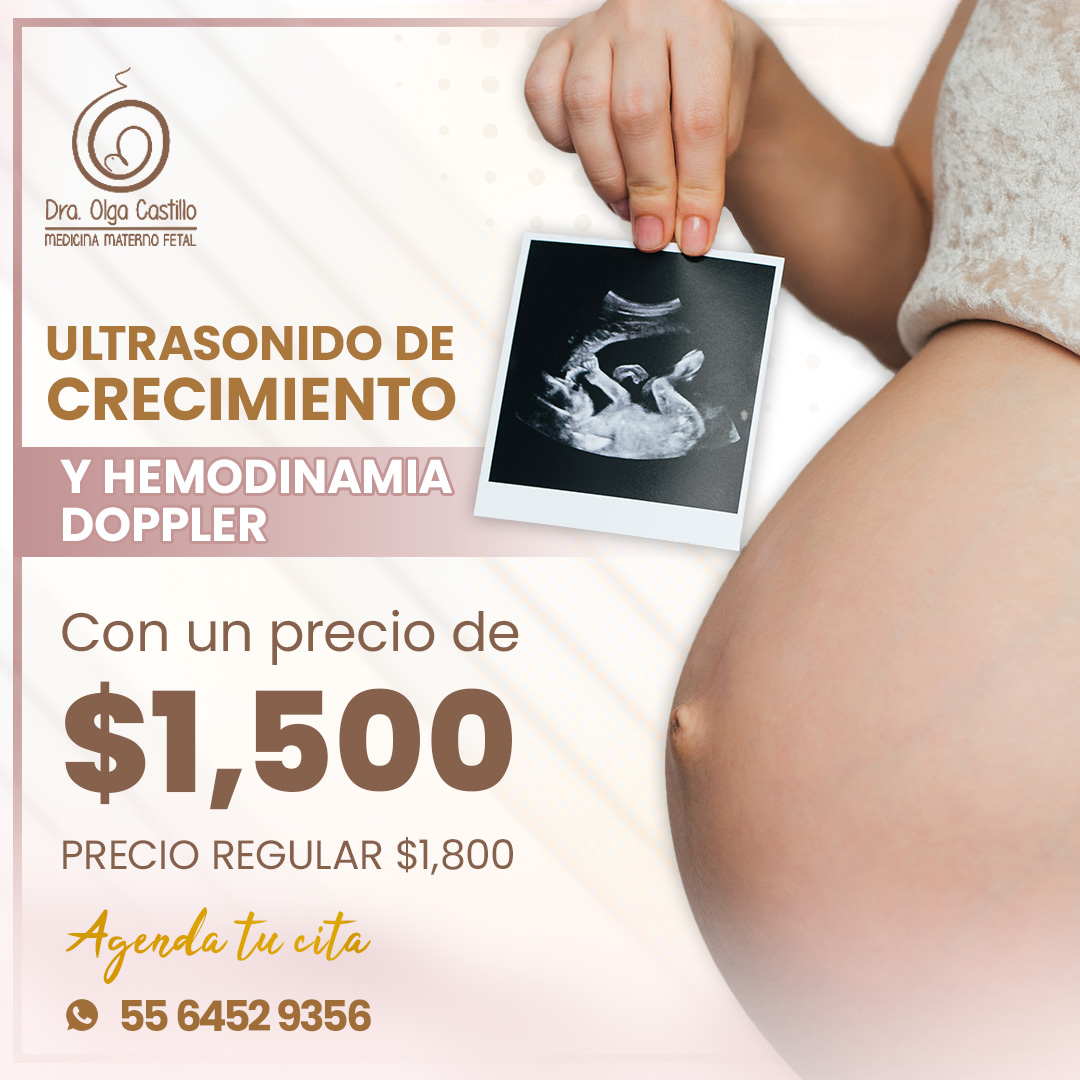 Dra. Olga Castillo
MEDICINA MATERNO FETAL
ULTRASONIDO DE
CRECIMIENTO
Y HEMODINAMIA
DOPPLER
Con un precio de
$1,500
PRECIO REGULAR $1,800
Agenda tu cita
55 6452 9356